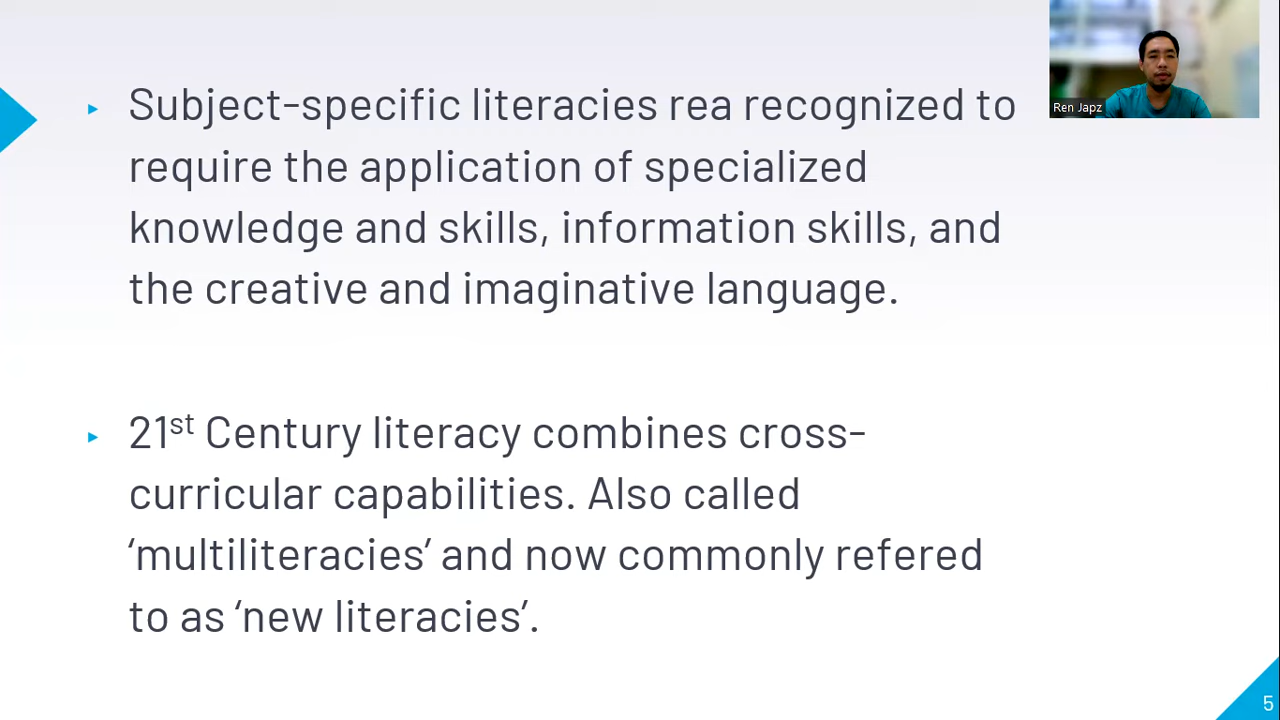 Subject-specific literacies rea recognized to
require the application of specialized
knowledge and skills, information skills, and
the creative and imaginative language.
21st Century literacy combines cross-
curricular capabilities. Also called
‘multiliteracies’ and now commonly refered
to as ‘new literacies’.
Ren Japz
5